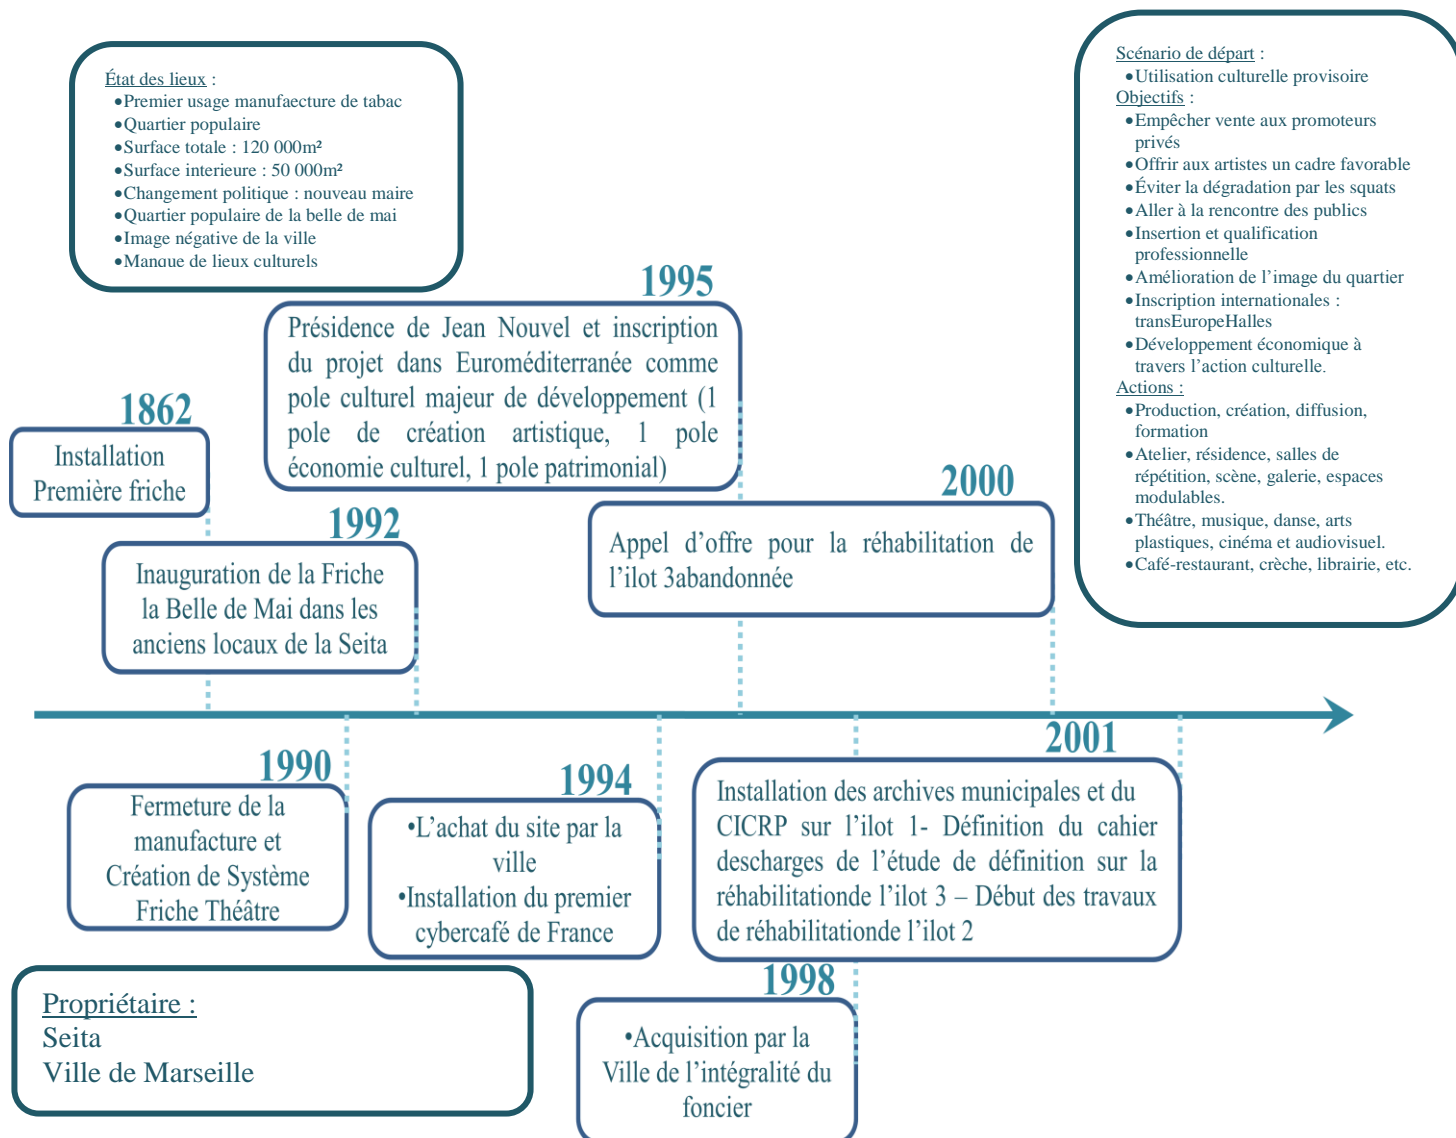 État des lieux :
•Premier usage manufaecture de tabac
•Quartier populaire
•Surface totale : 120 000m²
•Surface interieure : 50 000m²
•Changement politique : nouveau maire
•Quartier populaire de la belle de mai
•Image négative de la ville
•Manque de lieux culturels
Scénario de départ :
•Utilisation culturelle provisoire
Objectifs :
•Empêcher vente aux promoteurs
privés
•Offrir aux artistes un cadre favorable
•Éviter la dégradation par les squats
•Aller à la rencontre des publics
•Insertion et qualification
professionnelle
•Amélioration de l’image du quartier
•Inscription internationales :
transEuropeHalles
•Développement économique à
travers l’action culturelle.
Actions :
•Production, création, diffusion,
formation
•Atelier, résidence, salles de
répétition, scène, galerie, espaces
modulables.
•Théâtre, musique, danse, arts
plastiques, cinéma et audiovisuel.
•Café-restaurant, crèche, librairie, etc.
1862
Installation
Première friche
1992
Inauguration de la Friche
la Belle de Mai dans les
anciens locaux de la Seita
1995
Présidence de Jean Nouvel et inscription
du projet dans Euroméditerranée comme
pole culturel majeur de développement (1
pole de création artistique, 1 pole
économie culturel, 1 pole patrimonial)
2000
Appel d’offre pour la réhabilitation de
l’ilot 3abandonnée
1990
Fermeture de la
manufacture et
Création de Système
Friche Théâtre
1994
•L’achat du site par la
ville
•Installation du premier
cybercafé de France
2001
Installation des archives municipales et du
CICRP sur l’ilot 1- Définition du cahier
descharges de l’étude de définition sur la
réhabilitationde l’ilot 3 – Début des travaux
de réhabilitationde l’ilot 2
1998
•Acquisition par la
Ville de l’intégralité du
foncier
Propriétaire :
Seita
Ville de Marseille